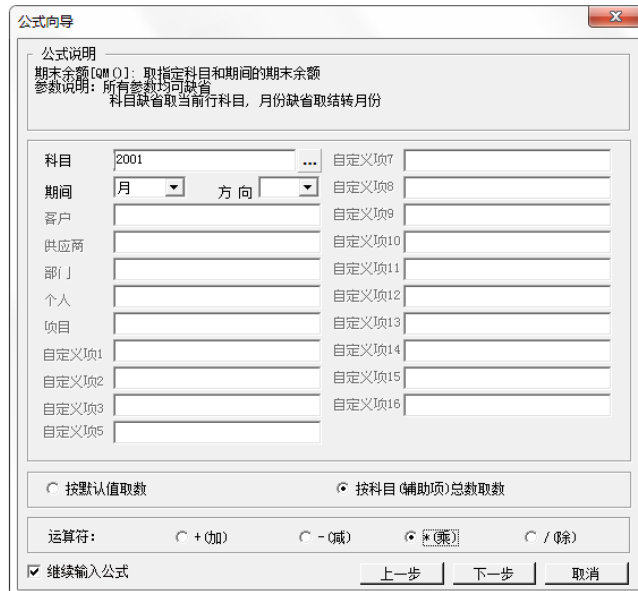 公式向导
公式说明
期末余额[QM()]: 取指定科目和期间的期末余额
参数说明: 所有参数均可缺省
科目缺省取当前行科目, 月份缺省取结转月份
科目 2001 ... 自定义项7
期间 月 方向 自定义项8
客户 自定义项9
供应商 自定义项10
部门 自定义项11
个人 自定义项12
项目 自定义项13
自定义项1 自定义项14
自定义项2 自定义项15
自定义项3 自定义项16
自定义项5
按默认值取数 按科目(辅助项)总数取数
运算符: +(加) -(减) *(乘) /(除)
继续输入公式 上一步 下一步 取消